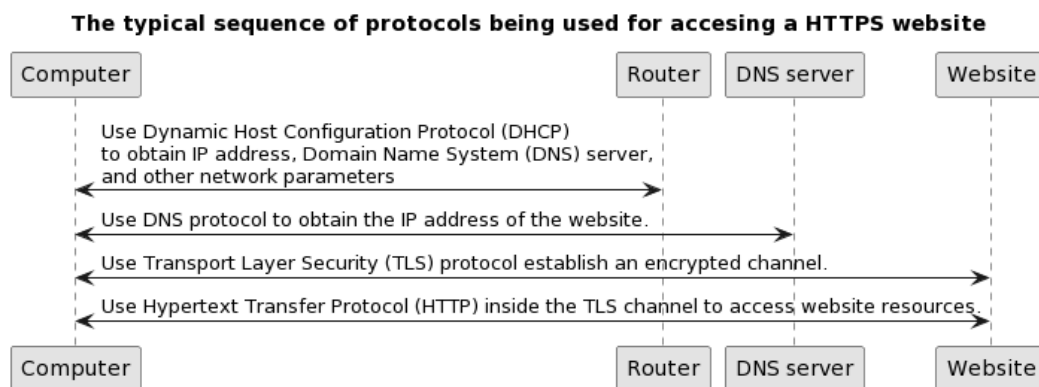 The typical sequence of protocols being used for accesing a HTTPS website
Computer
Router
DNS server
Website
Use Dynamic Host Configuration Protocol (DHCP)
to obtain IP address, Domain Name System (DNS) server,
and other network parameters
Use DNS protocol to obtain the IP address of the website.
Use Transport Layer Security (TLS) protocol establish an encrypted channel.
Use Hypertext Transfer Protocol (HTTP) inside the TLS channel to access website resources.
Computer
Router
DNS server
Website